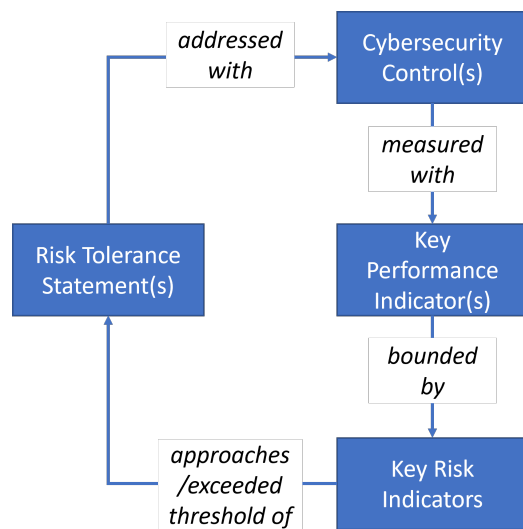 addressed
with
Cybersecurity
Control(s)
measured
with
Risk Tolerance
Statement(s)
Key
Performance
Indicator(s)
bounded
by
approaches
/exceeded
threshold of
Key Risk
Indicators